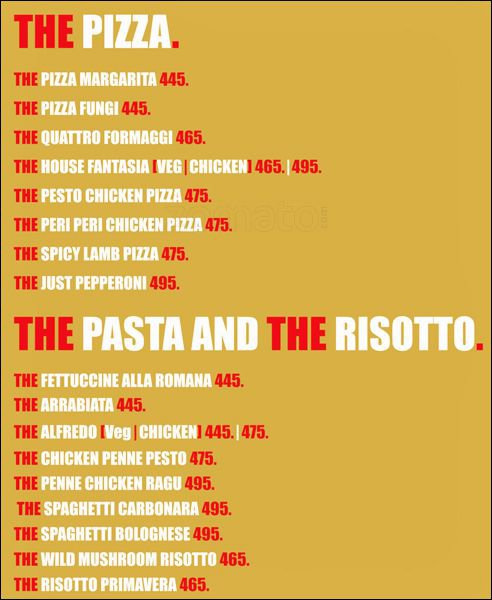 THE PIZZA.
THE PIZZA MARGARITA 445.
THE PIZZA FUNGI 445.
THE QUATTRO FORMAGGI 465.
THE HOUSE FANTASIA [VEG|CHICKEN] 465.|495.
THE PESTO CHICKEN PIZZA 475.
zomato.com
THE PERI PERI CHICKEN PIZZA 475.
THE SPICY LAMB PIZZA 475.
THE JUST PEPPERONI 495.
THE PASTA AND THE RISOTTO.
THE FETTUCCINE ALLA ROMANA 445.
THE ARRABIATA 445.
THE ALFREDO [Veg|CHICKEN] 445.|475.
THE CHICKEN PENNE PESTO 475.
THE PENNE CHICKEN RAGU 495.
THE SPAGHETTI CARBONARA 495.
THE SPAGHETTI BOLOGNESE 495.
THE WILD MUSHROOM RISOTTO 465.
THE RISOTTO PRIMAVERA 465.